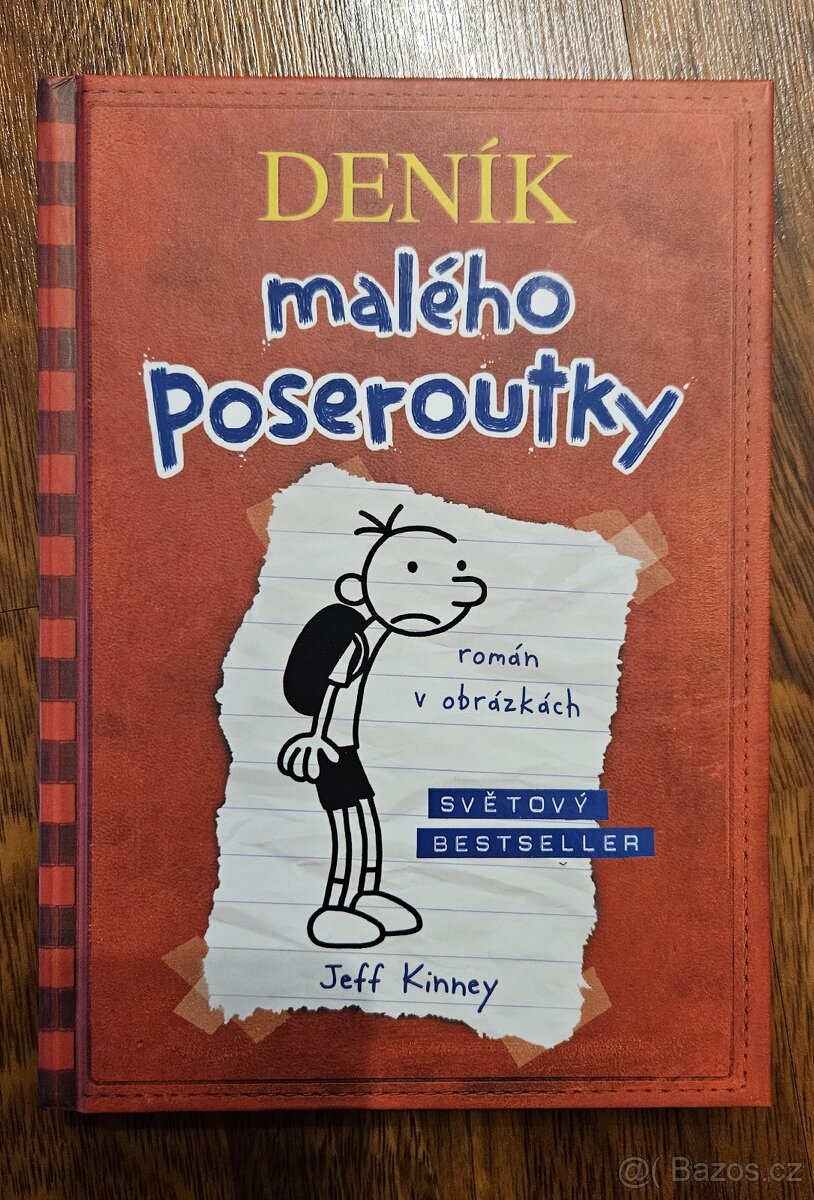 DENÍK
malého
poseroutky
román
v obrázkách
SVĚTOVÝ
BESTSELLER
Jeff Kinney
@( Bazos.cz